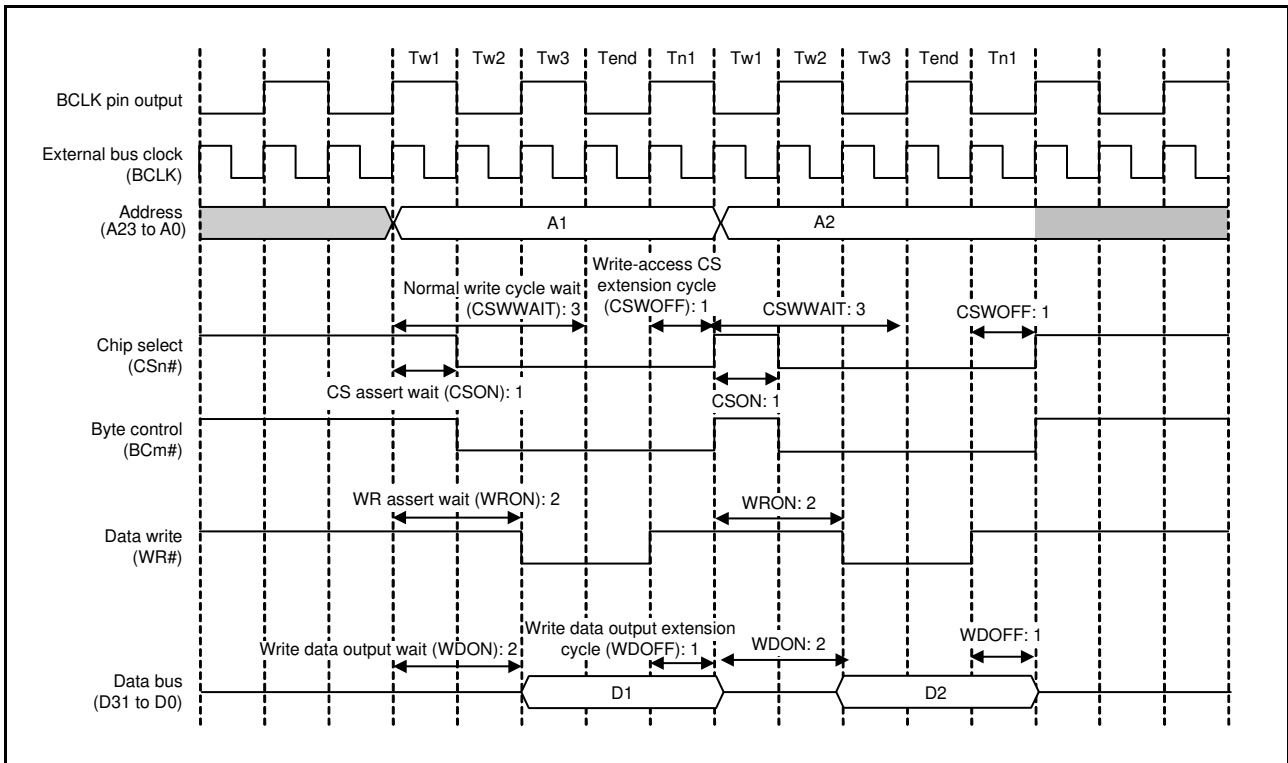 Tw1 Tw2 Tw3 Tend Tn1 Tw1 Tw2 Tw3 Tend Tn1
BCLK pin output
External bus clock
(BCLK)
Address
(A23 to A0)
A1 A2
Write-access CS
extension cycle
(CSWOFF): 1
Normal write cycle wait
(CSWWAIT): 3
CSWWAIT: 3
CSWOFF: 1
Chip select
(CSn#)
CS assert wait (CSON): 1
CSON: 1
Byte control
(BCm#)
WR assert wait (WRON): 2
WRON: 2
Data write
(WR#)
Write data output wait (WDON): 2
Write data output extension
cycle (WDOFF): 1
WDON: 2
WDOFF: 1
Data bus
(D31 to D0)
D1 D2